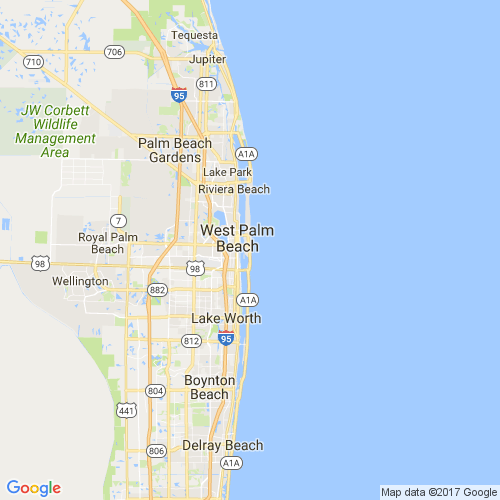 Tequesta
706
710
Jupiter
811
95
JW Corbett
Wildlife
Management
Area
Palm Beach
Gardens
A1A
Lake Park
Riviera Beach
7
West Palm
Beach
Royal Palm
Beach
98
98
Wellington
882
A1A
Lake Worth
95
812
Boynton
Beach
804
441
Delray Beach
806
A1A
Google
Map data ©2017 Google